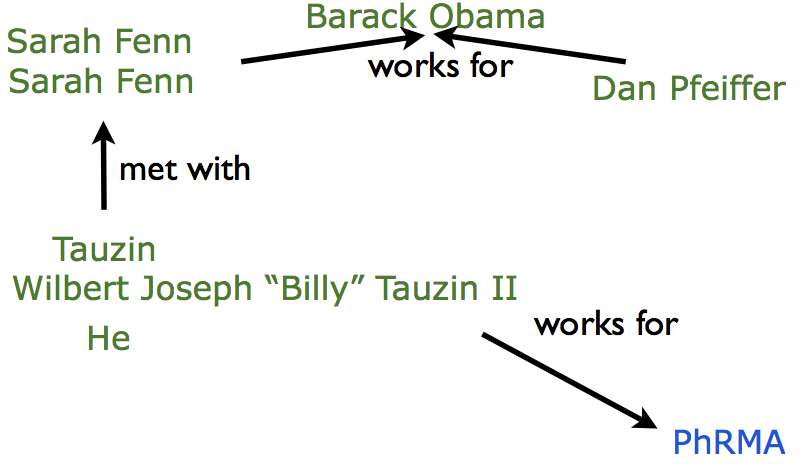 Barack Obama
Sarah Fenn
Sarah Fenn
works for
Dan Pfeiffer
met with
Tauzin
Wilbert Joseph “Billy” Tauzin II
He
works for
PhRMA